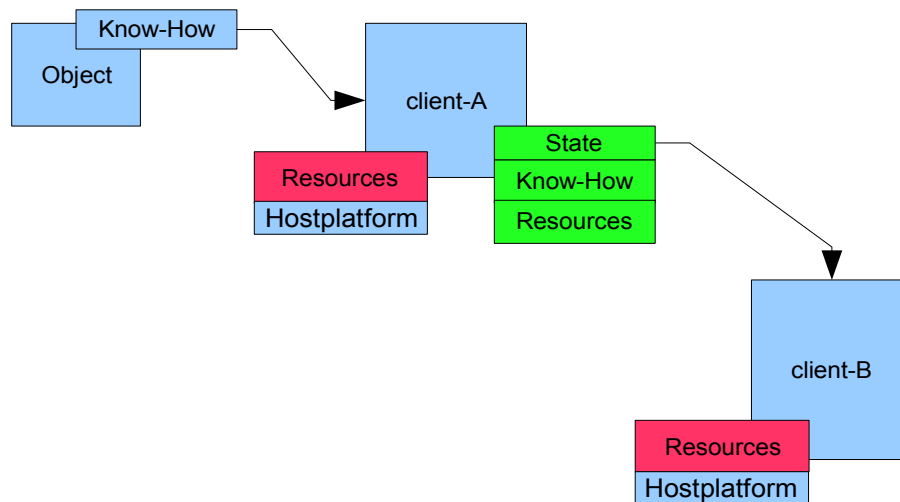 Know-How
Object
client-A
State
Resources
Know-How
Hostplatform
Resources
client-B
Resources
Hostplatform